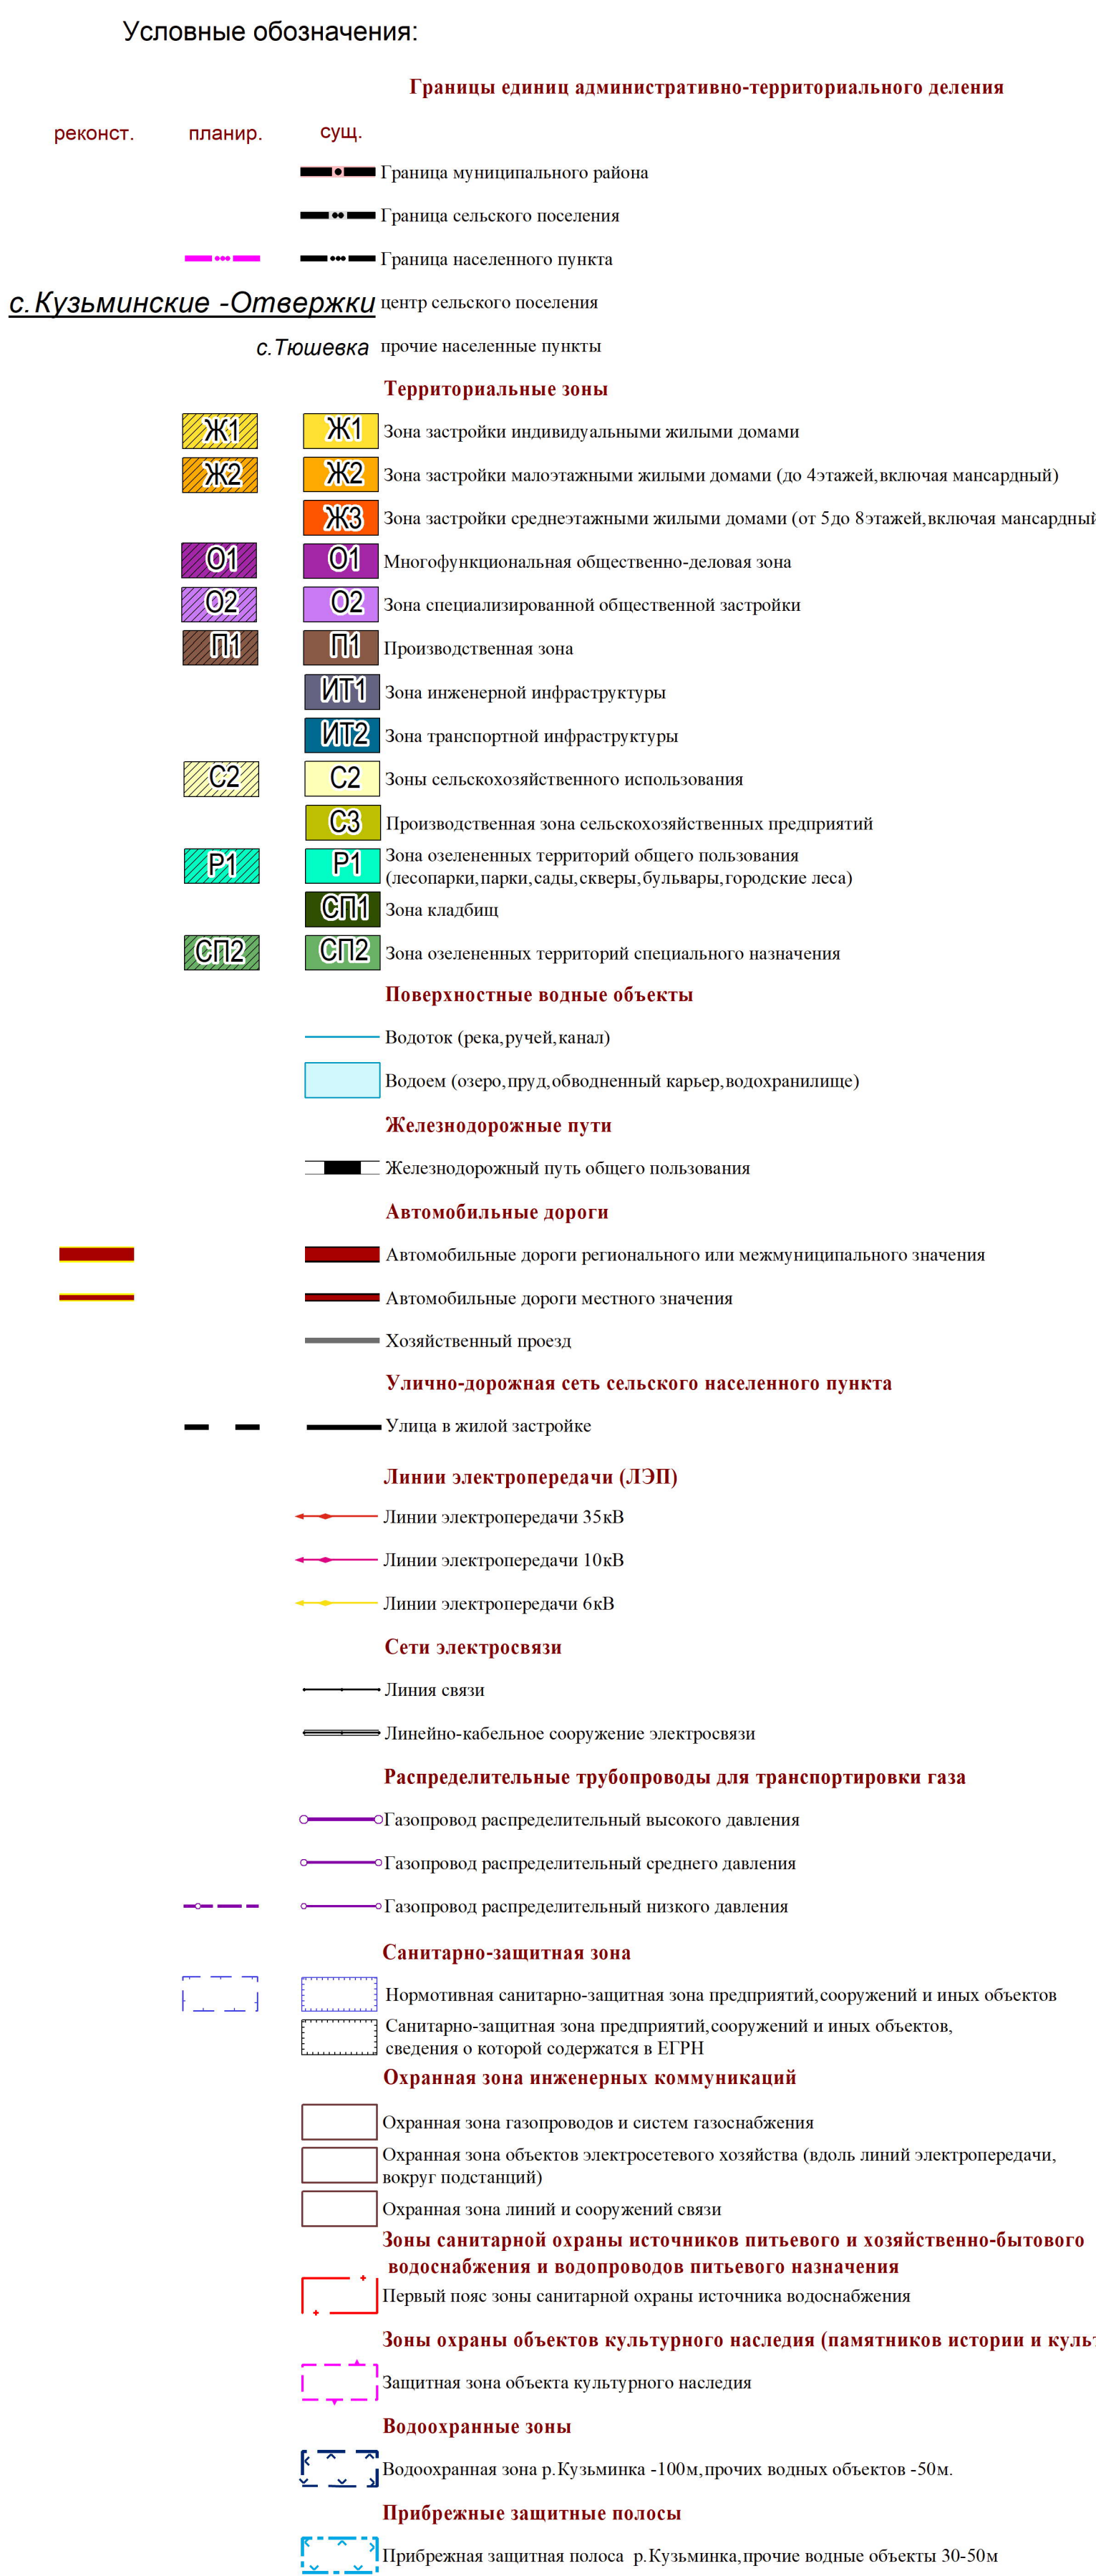 Условные обозначения:
Границы единиц административно-территориального деления
реконст. планир. сущ.
Граница муниципального района
Граница сельского поселения
Граница населенного пункта
с.Кузьминские -Отвержки центр сельского поселения
с.Тюшевка прочие населенные пункты
Территориальные зоны
Ж1 Ж1 Зона застройки индивидуальными жилыми домами
Ж2 Ж2 Зона застройки малоэтажными жилыми домами (до 4этажей,включая мансардный)
Ж3 Зона застройки среднеэтажными жилыми домами (от 5до 8этажей,включая мансардный
О1 О1 Многофункциональная общественно-деловая зона
О2 О2 Зона специализированной общественной застройки
П1 П1 Производственная зона
ИТ1 Зона инженерной инфраструктуры
ИТ2 Зона транспортной инфраструктуры
С2 С2 Зоны сельскохозяйственного использования
С3 Производственная зона сельскохозяйственных предприятий
Р1 Р1 Зона озелененных территорий общего пользования
(лесопарки,парки,сады,скверы,бульвары,городские леса)
СП1 Зона кладбищ
СП2 СП2 Зона озелененных территорий специального назначения
Поверхностные водные объекты
Водоток (река,ручей,канал)
Водоем (озеро,пруд,обводненный карьер,водохранилище)
Железнодорожные пути
Железнодорожный путь общего пользования
Автомобильные дороги
Автомобильные дороги регионального или межмуниципального значения
Автомобильные дороги местного значения
Хозяйственный проезд
Улично-дорожная сеть сельского населенного пункта
Улица в жилой застройке
Линии электропередачи (ЛЭП)
Линии электропередачи 35кВ
Линии электропередачи 10кВ
Линии электропередачи 6кВ
Сети электросвязи
Линия связи
Линейно-кабельное сооружение электросвязи
Распределительные трубопроводы для транспортировки газа
Газопровод распределительный высокого давления
Газопровод распределительный среднего давления
Газопровод распределительный низкого давления
Санитарно-защитная зона
Нормотивная санитарно-защитная зона предприятий,сооружений и иных объектов
Санитарно-защитная зона предприятий,сооружений и иных объектов,
сведения о которой содержатся в ЕГРН
Охранная зона инженерных коммуникаций
Охранная зона газопроводов и систем газоснабжения
Охранная зона объектов электросетевого хозяйства (вдоль линий электропередачи,
вокруг подстанций)
Охранная зона линий и сооружений связи
Зоны санитарной охраны источников питьевого и хозяйственно-бытового
водоснабжения и водопроводов питьевого назначения
Первый пояс зоны санитарной охраны источника водоснабжения
Зоны охраны объектов культурного наследия (памятников истории и
Защитная зона объекта культурного наследия
Водоохранные зоны
Водоохранная зона р.Кузьминка -100м,прочих водных объектов -50м.
Прибрежные защитные полосы
Прибрежная защитная полоса р.Кузьминка,прочие водные объекты 30-50м